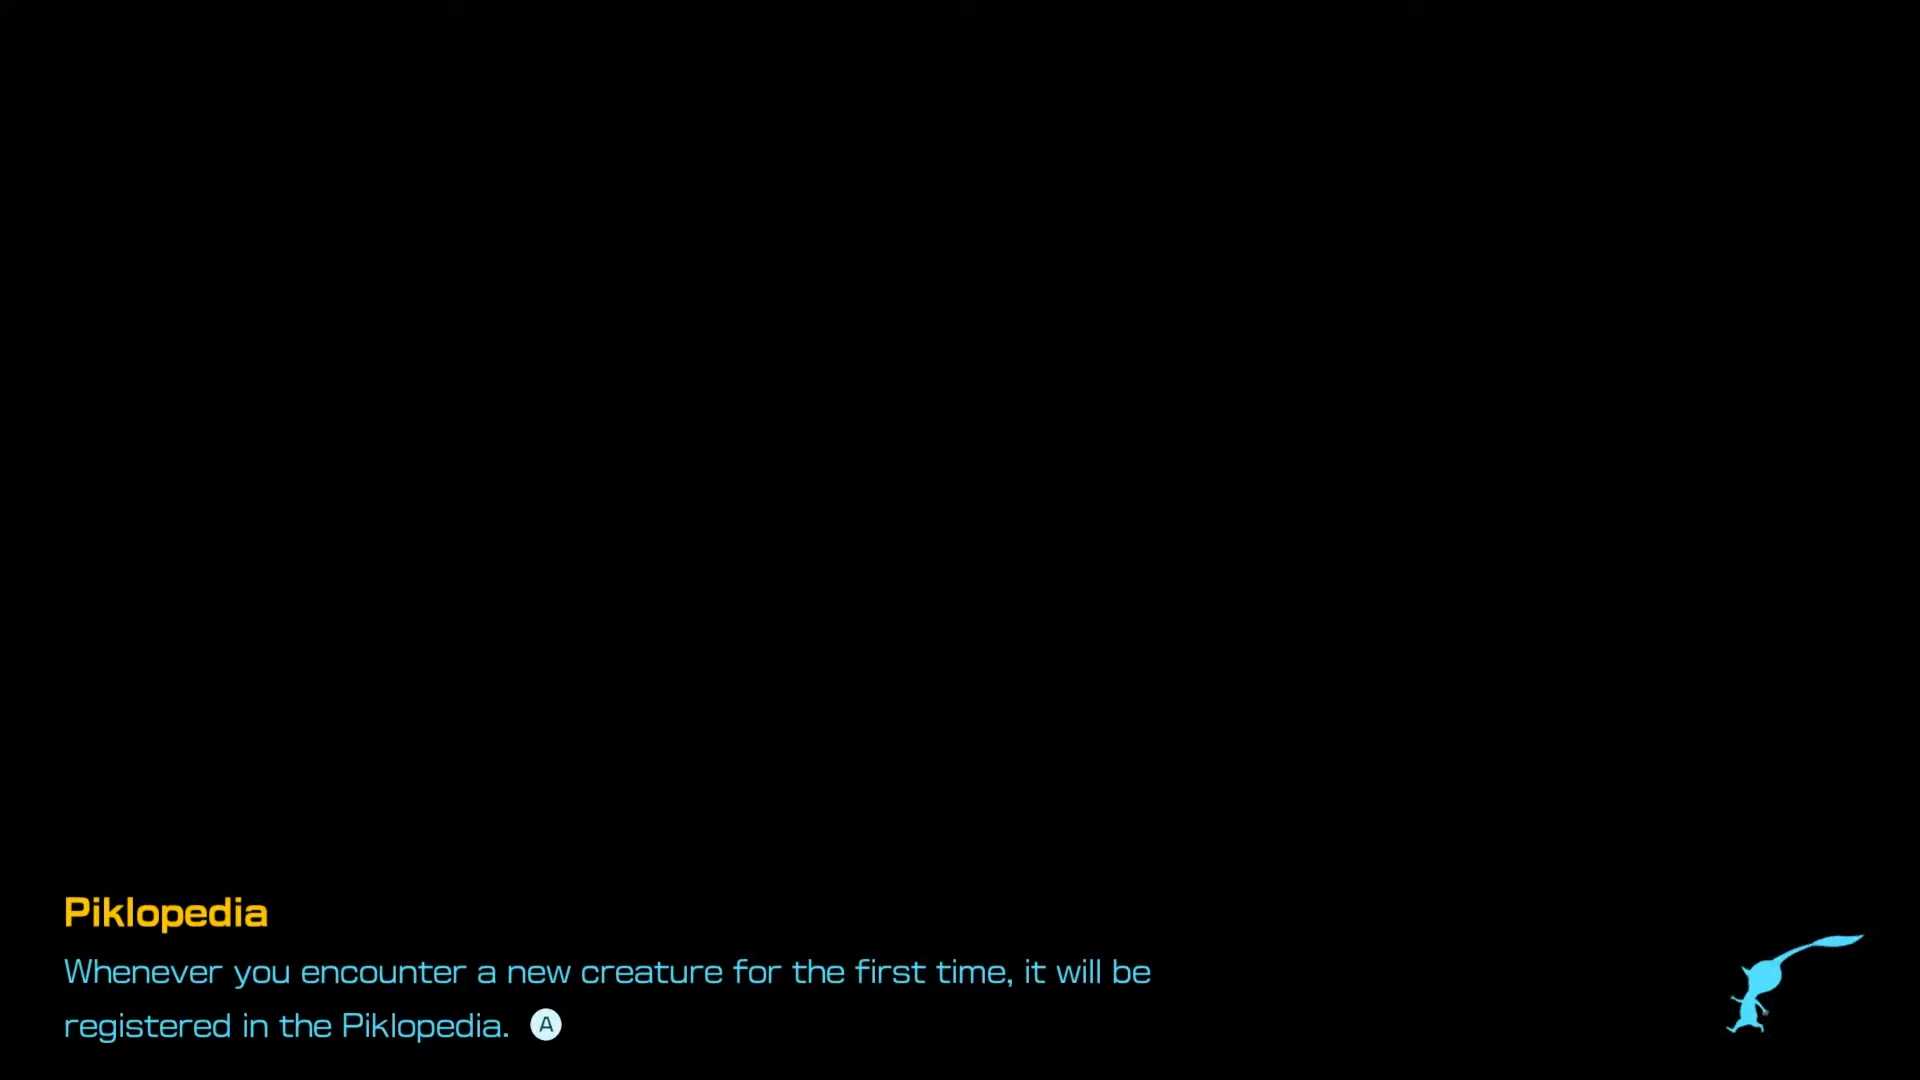 Piklopedia
Whenever you encounter a new creature for the first time, it will be
registered in the Piklopedia. A